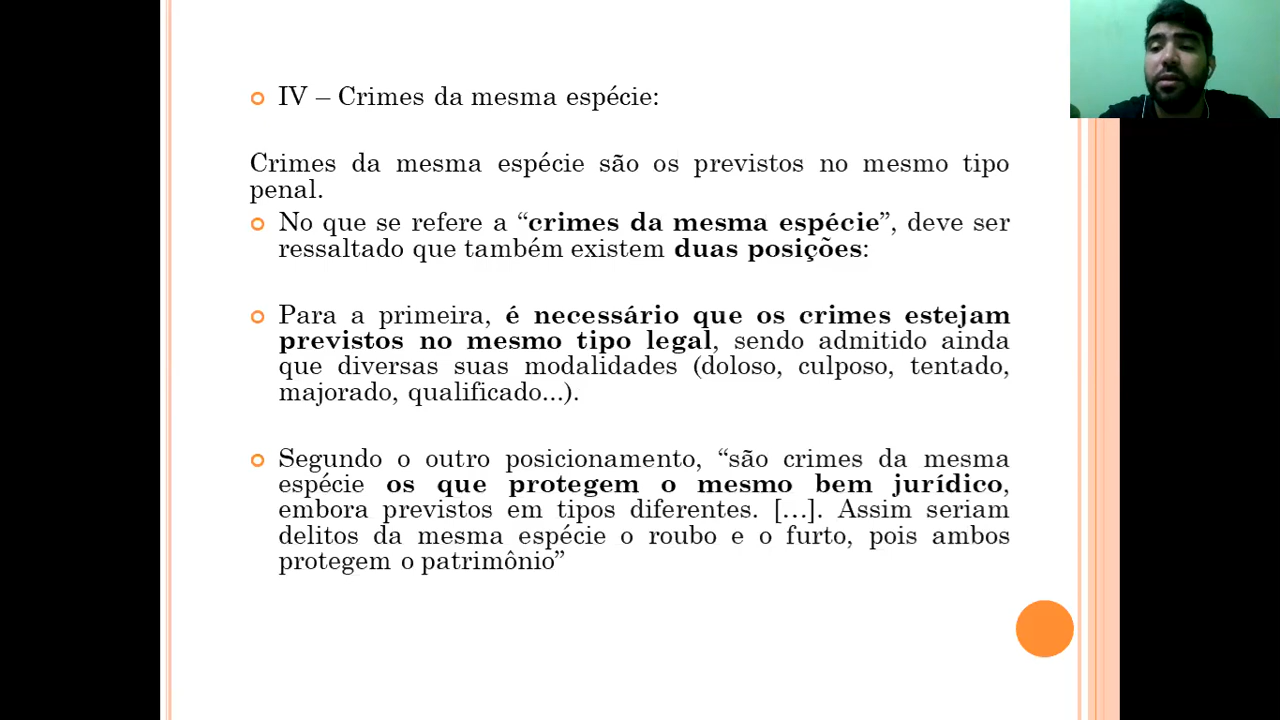 IV – Crimes da mesma espécie:
Crimes da mesma espécie são os previstos no mesmo tipo
penal.
No que se refere a “crimes da mesma espécie”, deve ser
ressaltado que também existem duas posições:
Para a primeira, é necessário que os crimes estejam
previstos no mesmo tipo legal, sendo admitido ainda
que diversas suas modalidades (doloso, culposo, tentado,
majorado, qualificado...).
Segundo o outro posicionamento, “são crimes da mesma
espécie os que protegem o mesmo bem jurídico,
embora previstos em tipos diferentes. [...]. Assim seriam
delitos da mesma espécie o roubo e o furto, pois ambos
protegem o patrimônio”